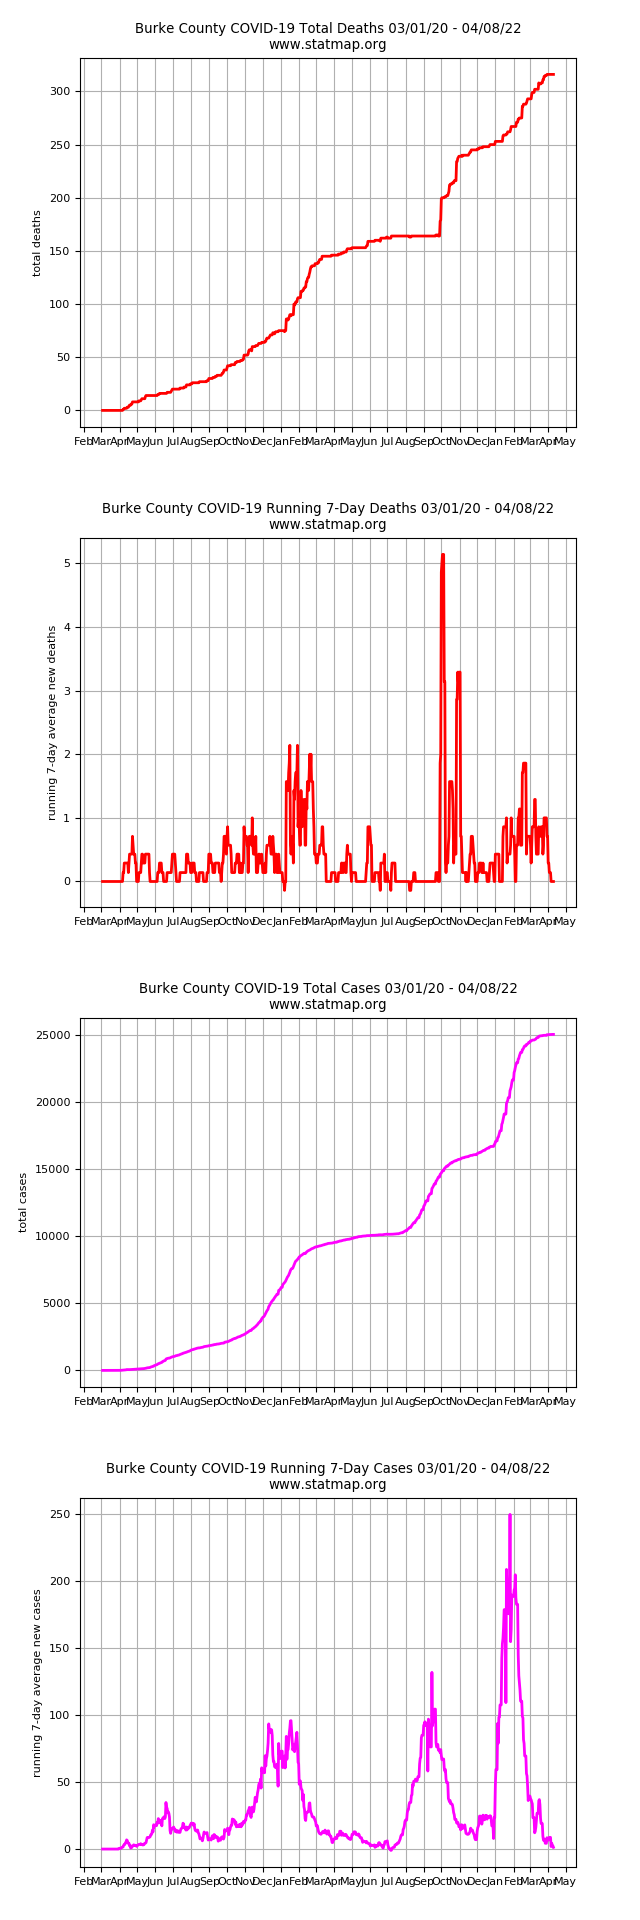 Burke County COVID-19 Total Deaths 03/01/20 - 04/08/22
www.statmap.org
300
250
200
150
100
50
0
total deaths
Feb Mar Apr May Jun Jul Aug Sep Oct Nov Dec Jan Feb Mar Apr May Jun Jul Aug Sep Oct Nov Dec Jan Feb Mar Apr May
Burke County COVID-19 Running 7-Day Deaths 03/01/20 - 04/08/22
www.statmap.org
5
4
3
2
1
0
running 7-day average new deaths
Feb Mar Apr May Jun Jul Aug Sep Oct Nov Dec Jan Feb Mar Apr May Jun Jul Aug Sep Oct Nov Dec Jan Feb Mar Apr May
Burke County COVID-19 Total Cases 03/01/20 - 04/08/22
www.statmap.org
25000
20000
15000
10000
5000
0
total cases
Feb Mar Apr May Jun Jul Aug Sep Oct Nov Dec Jan Feb Mar Apr May Jun Jul Aug Sep Oct Nov Dec Jan Feb Mar Apr May
Burke County COVID-19 Running 7-Day Cases 03/01/20 - 04/08/22
www.statmap.org
250
200
150
100
50
0
running 7-day average new cases
Feb Mar Apr May Jun Jul Aug Sep Oct Nov Dec Jan Feb Mar Apr May Jun Jul Aug Sep Oct Nov Dec Jan Feb Mar Apr May